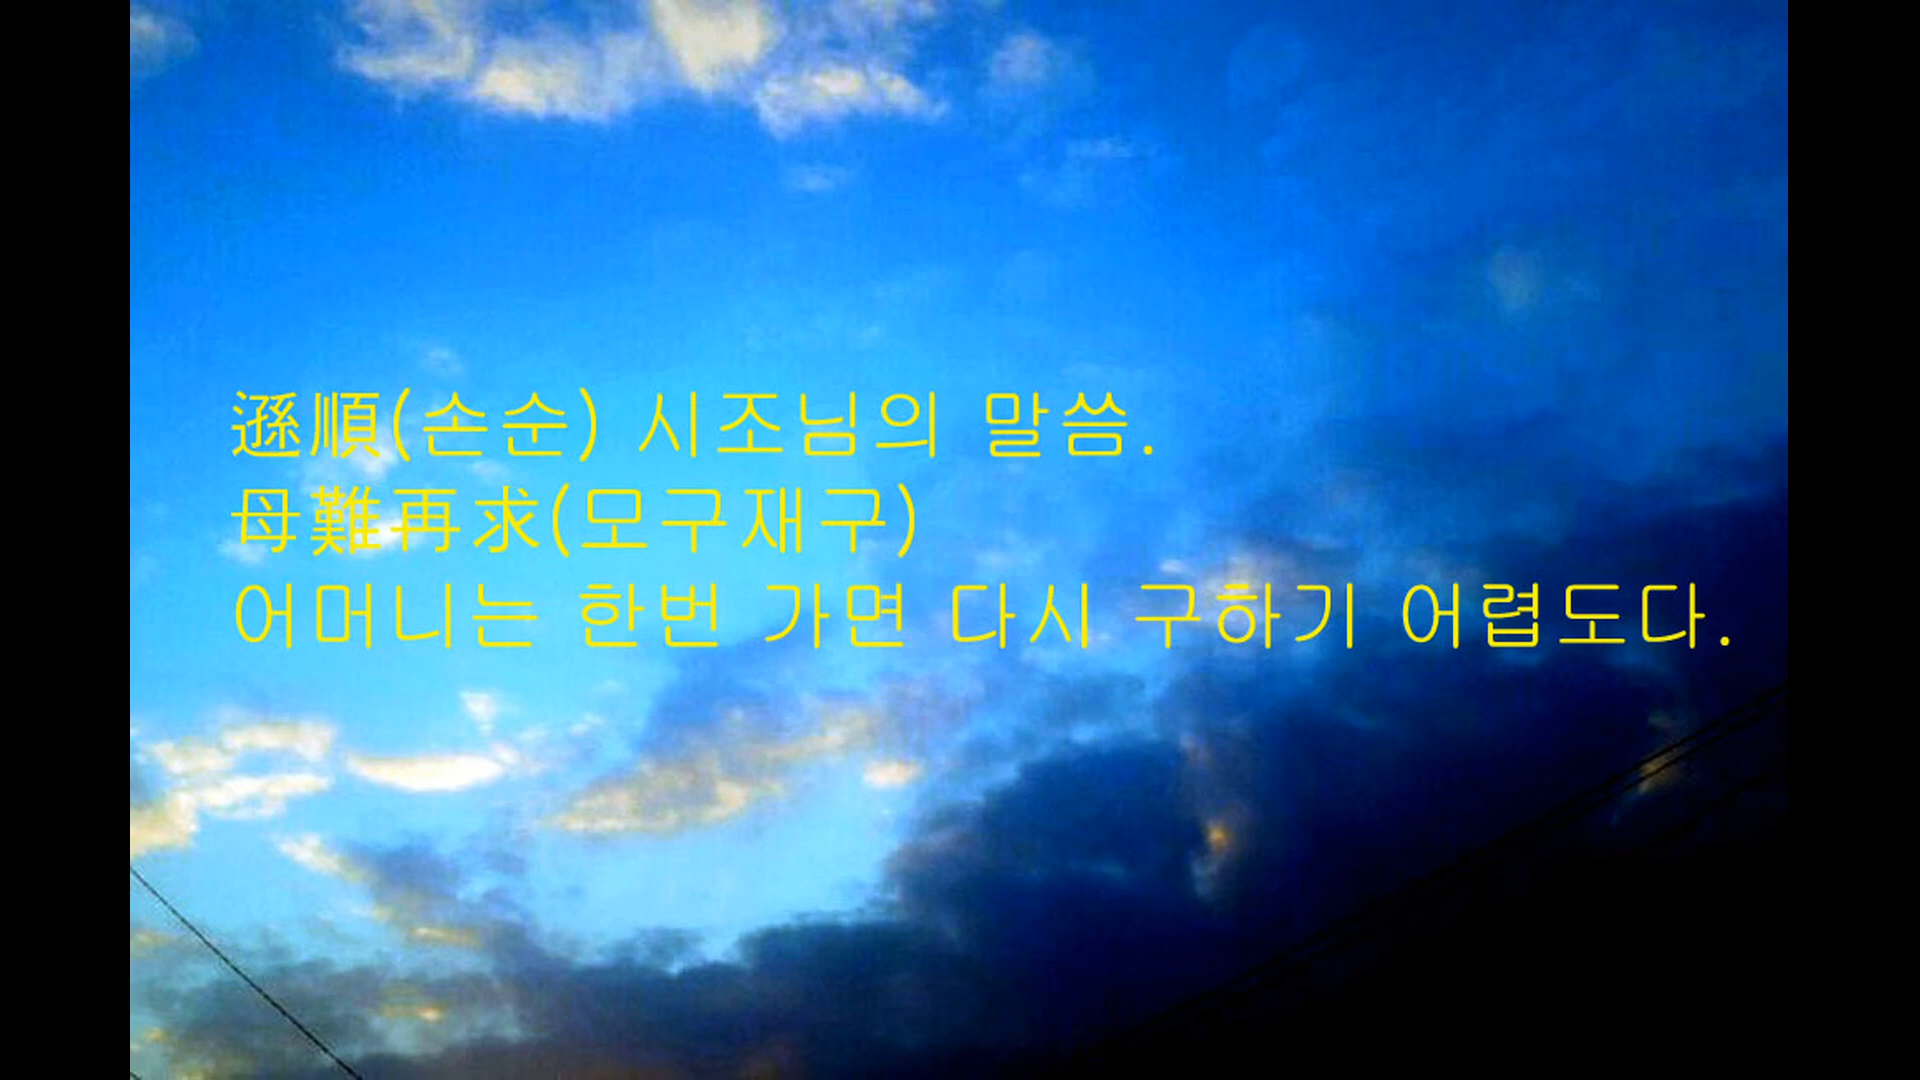 遜順(손순) 시조님의 말씀.
母難再求(모구재구)
어머니는 한번 가면 다시 구하기 어렵도다.